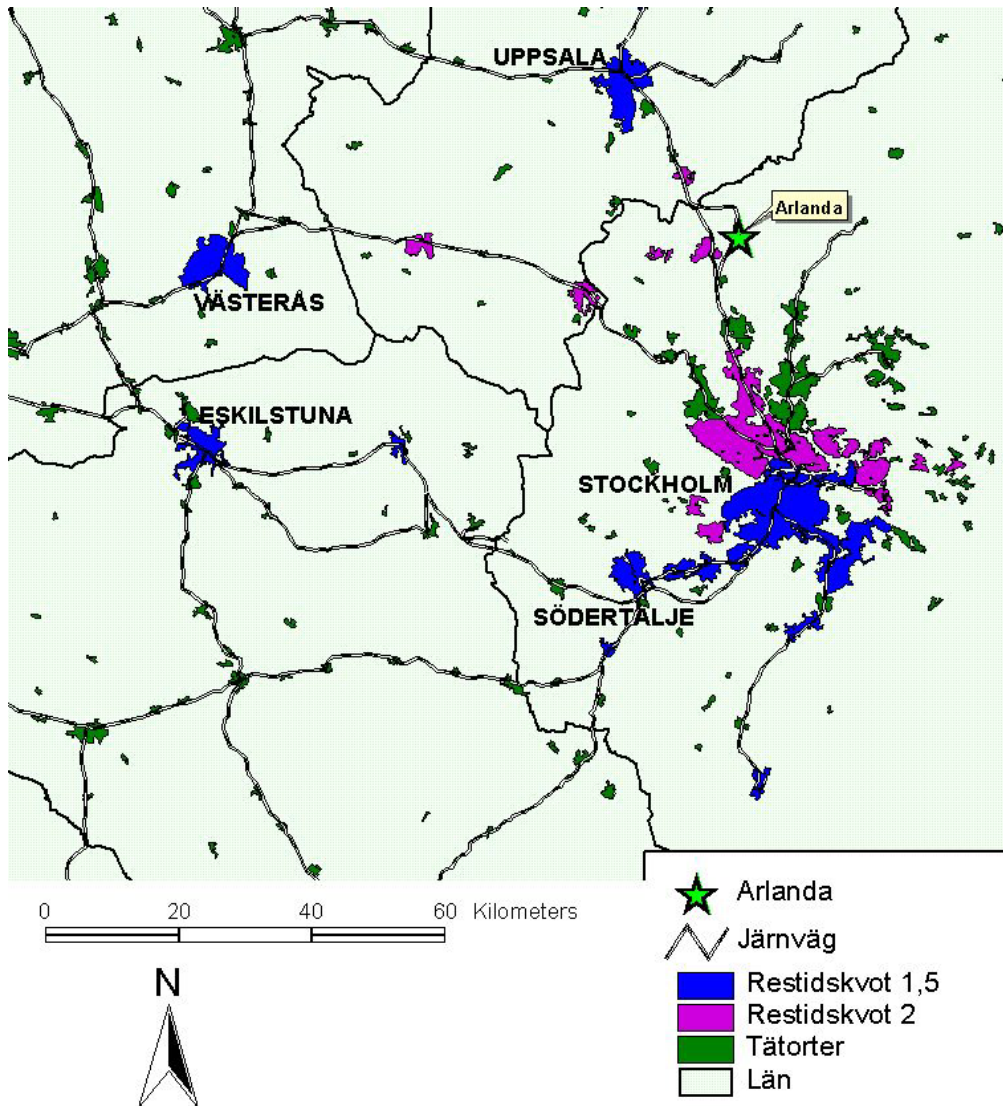 UPPSALA
Arlanda
VÄSTERÅS
ESKILSTUNA
STOCKHOLM
SÖDERTÄLJE
0 20 40 60 Kilometers
N
Arlanda
Järnväg
Restidskvot 1,5
Restidskvot 2
Tätorter
Län